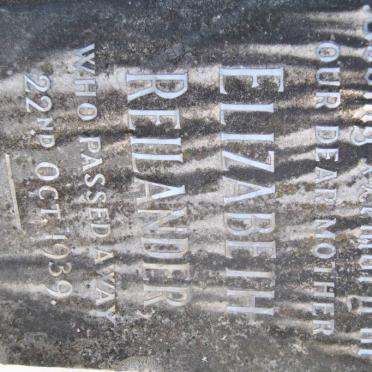 OUR DEAR MOTHER
ELIZABETH
REILANDER,
WHO PASSED AWAY
22ND OCT. 1939.